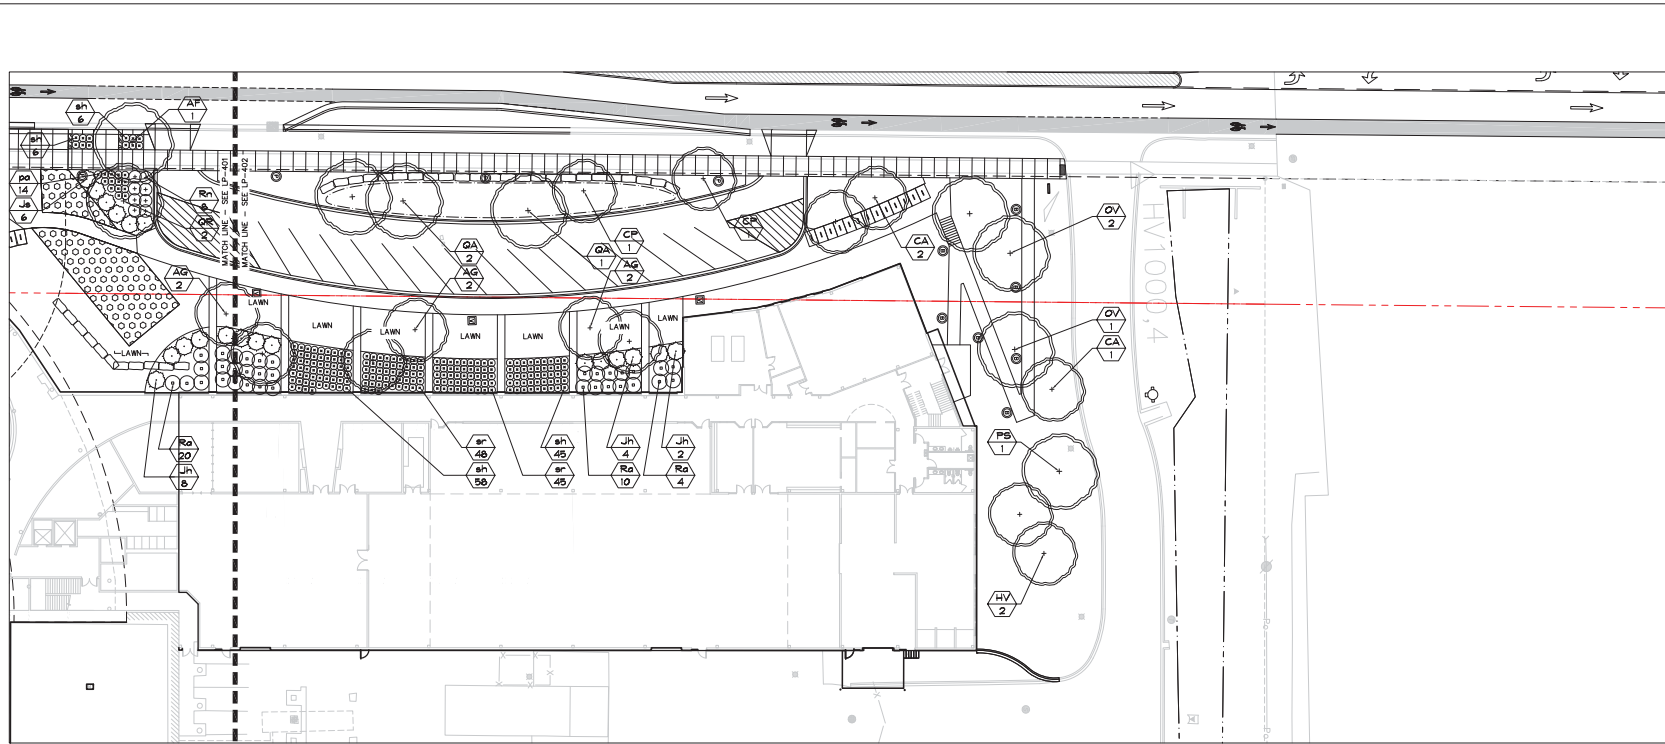 sh
6
AF
1
sh
6
pa
14
Js
6
Rn
8
QR
2
MATCH LINE - SEE LP-401
MATCH LINE - SEE LP-402
AG
2
QA
2
AG
2
QA
1
CP
1
AG
2
CP
1
CA
2
OV
2
HV1000,4
OV
1
CA
1
LAWN
LAWN
LAWN
LAWN
LAWN
LAWN
LAWN
LAWN
Ra
20
Jh
8
sr
48
sh
58
sh
45
sr
45
Jh
4
Ra
10
Jh
2
Ra
4
PS
1
HV
2